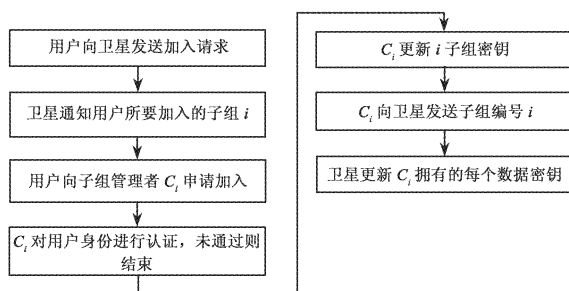 用户向卫星发送加入请求
卫星通知用户所要加入的子组 i
用户向子组管理者 Ci 申请加入
Ci 对用户身份进行认证，未通过则
结束
Ci 更新 i 子组密钥
Ci 向卫星发送子组编号 i
卫星更新 Ci 拥有的每个数据密钥